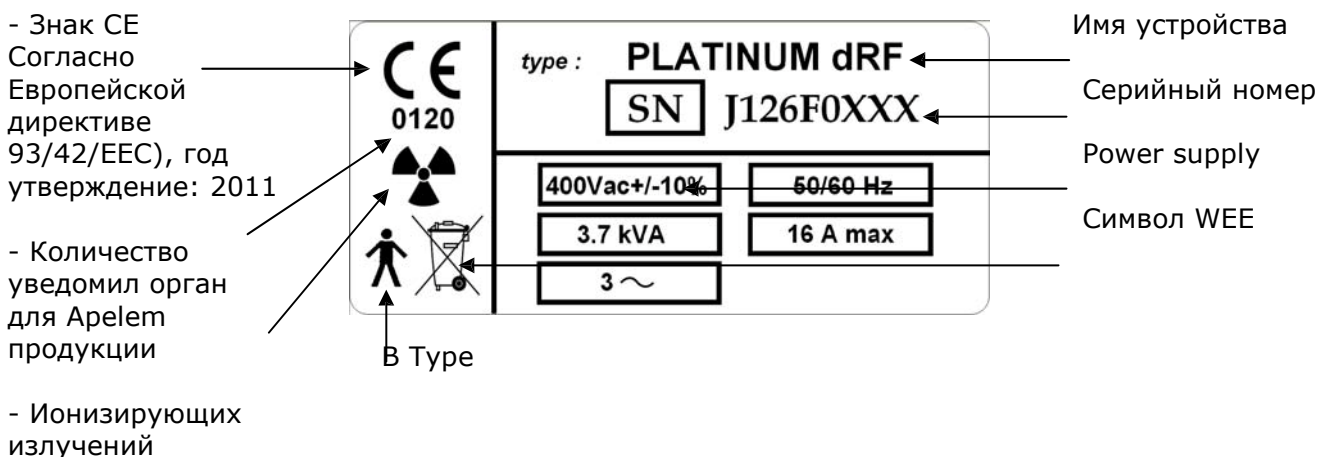 - Знак CE
Согласно
Европейской
директиве
93/42/EEC), год
утверждение: 2011
- Количество
уведомил орган
для Apelem
продукции
- Ионизирующих
излучений
CE
0120
type : PLATINUM dRF
SN J126F0XXX
400Vac+/-10% 50/60 Hz
3.7 kVA 16 A max
3～
В Type
Имя устройства
Серийный номер
Power supply
Символ WEE